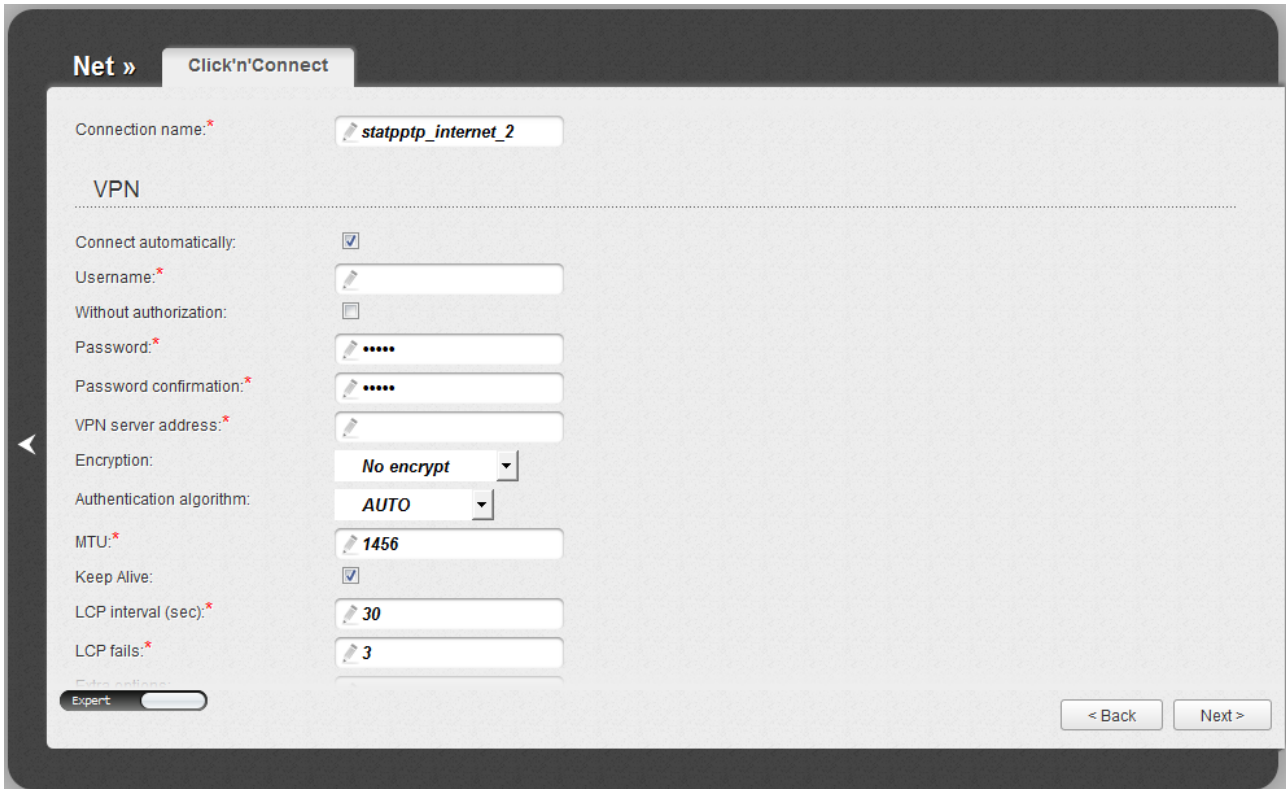 Net » Click'n'Connect
Connection name:* statpptp_internet_2
VPN
Connect automatically:
Username:*
Without authorization:
Password:* •••••
Password confirmation:* •••••
VPN server address:*
Encryption: No encrypt
Authentication algorithm: AUTO
MTU:* 1456
Keep Alive:
LCP interval (sec):* 30
LCP fails:* 3
Extra options:
Expert
< Back Next >